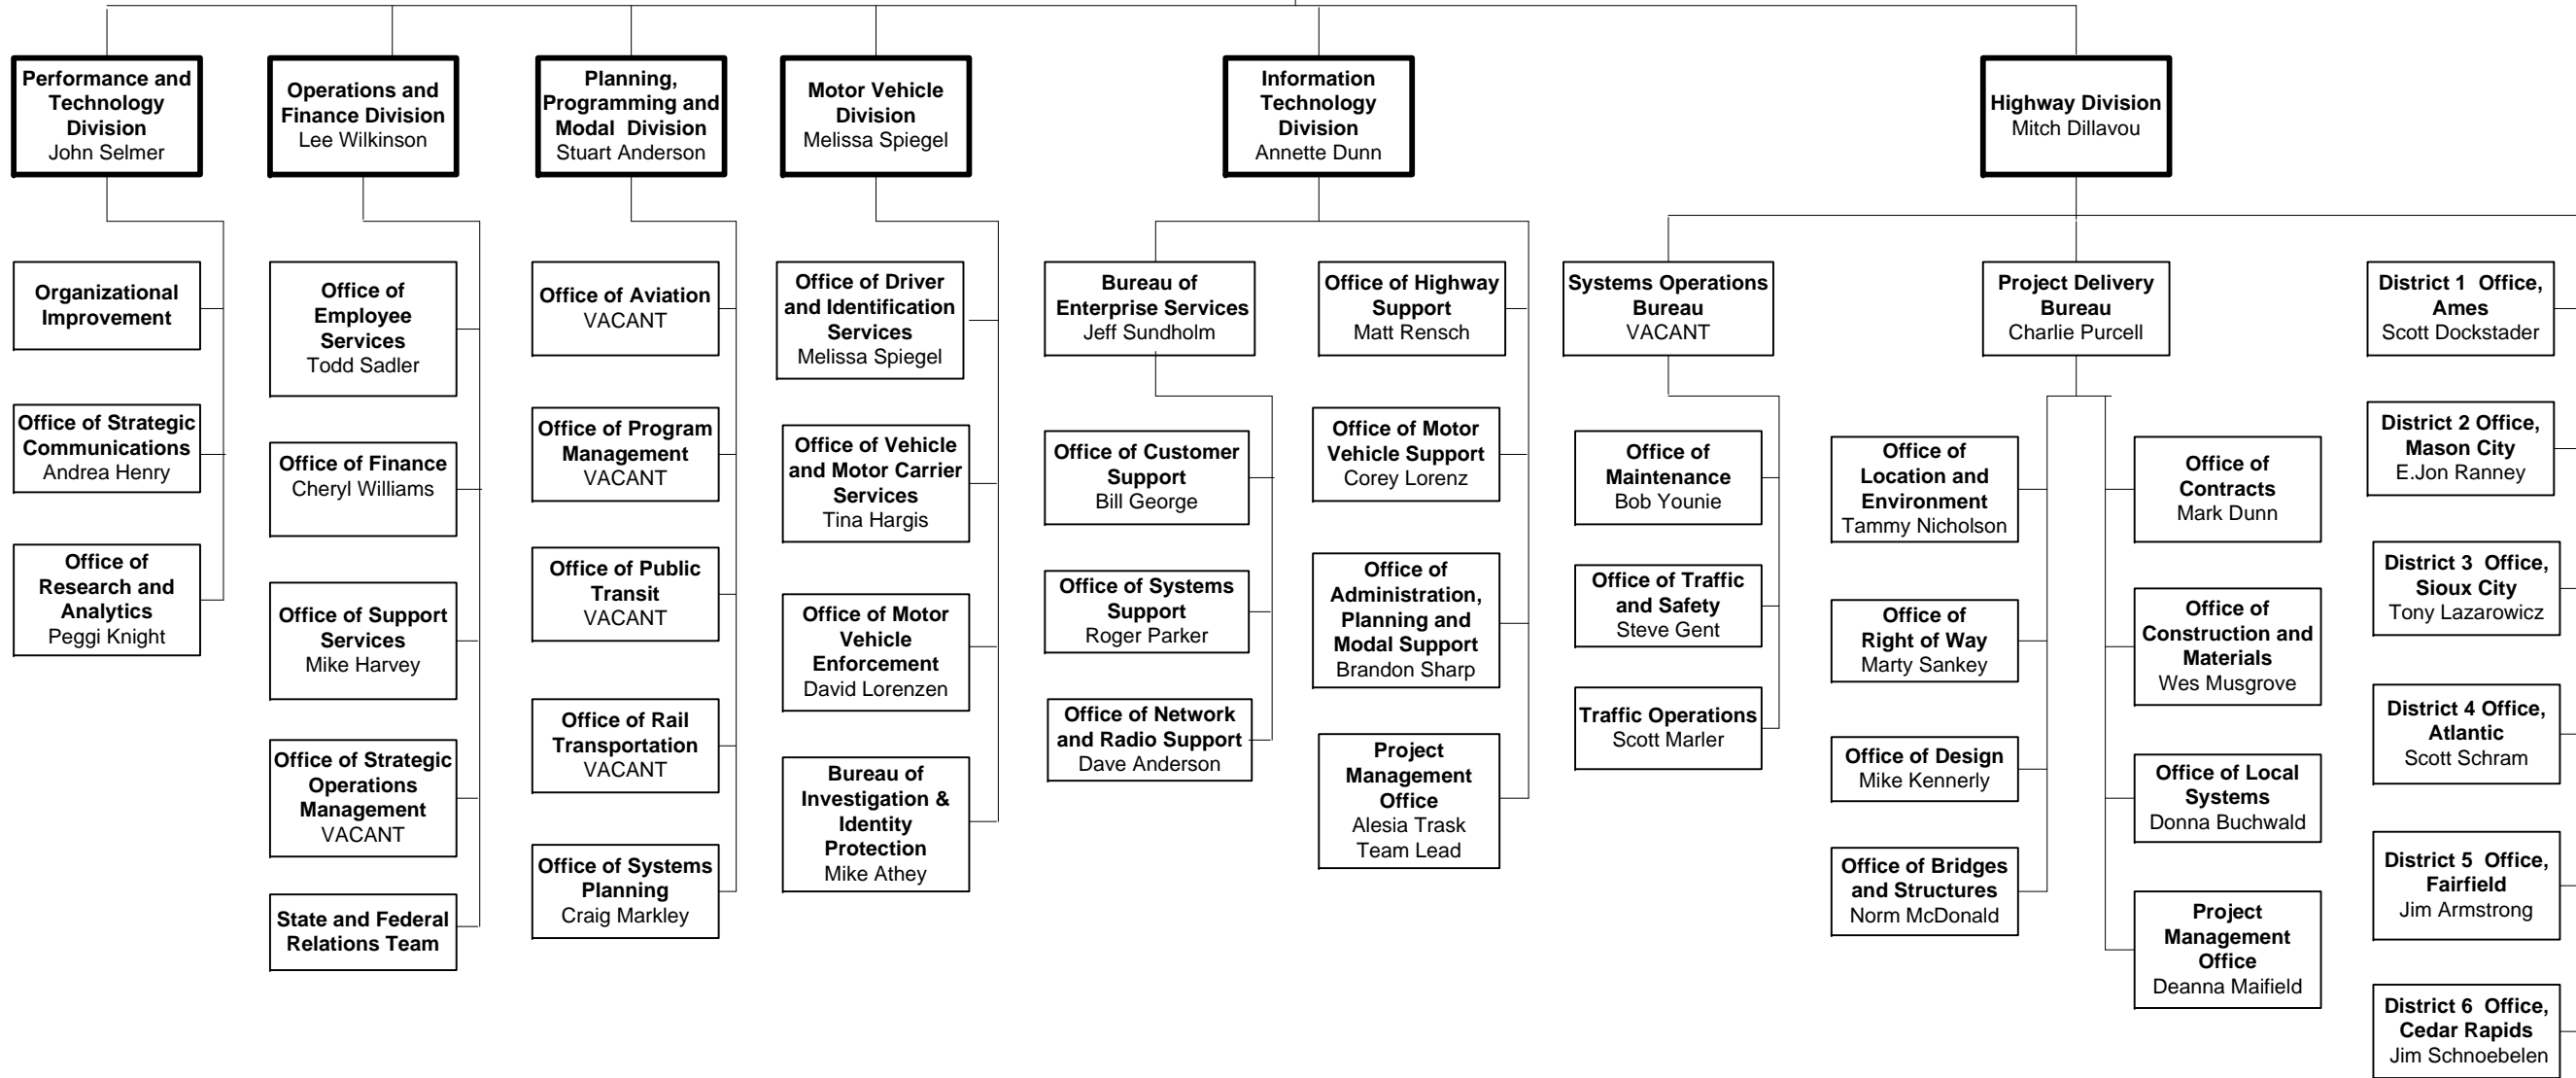 Performance and
Technology
Division
John Selmer
Operations and
Finance Division
Lee Wilkinson
Planning,
Programming and
Modal Division
Stuart Anderson
Motor Vehicle
Division
Melissa Spiegel
Information
Technology
Division
Annette Dunn
Highway Division
Mitch Dillavou
Organizational
Improvement
Office of Strategic
Communications
Andrea Henry
Office of
Research and
Analytics
Peggi Knight
Office of
Employee
Services
Todd Sadler
Office of Finance
Cheryl Williams
Office of Support
Services
Mike Harvey
Office of Strategic
Operations
Management
VACANT
State and Federal
Relations Team
Office of Aviation
VACANT
Office of Program
Management
VACANT
Office of Public
Transit
VACANT
Office of Rail
Transportation
VACANT
Office of Systems
Planning
Craig Markley
Office of Driver
and Identification
Services
Melissa Spiegel
Office of Vehicle
and Motor Carrier
Services
Tina Hargis
Office of Motor
Vehicle
Enforcement
David Lorenzen
Bureau of
Investigation &
Identity
Protection
Mike Athey
Bureau of
Enterprise Services
Jeff Sundholm
Office of Customer
Support
Bill George
Office of Systems
Support
Roger Parker
Office of Network
and Radio Support
Dave Anderson
Office of Highway
Support
Matt Rensch
Office of Motor
Vehicle Support
Corey Lorenz
Office of
Administration,
Planning and
Modal Support
Brandon Sharp
Project
Management
Office
Alesia Trask
Team Lead
Systems Operations
Bureau
VACANT
Office of
Maintenance
Bob Younie
Office of Traffic
and Safety
Steve Gent
Traffic Operations
Scott Marler
Project Delivery
Bureau
Charlie Purcell
Office of
Location and
Environment
Tammy Nicholson
Office of
Right of Way
Marty Sankey
Office of Design
Mike Kennerly
Office of Bridges
and Structures
Norm McDonald
Office of
Contracts
Mark Dunn
Office of
Construction and
Materials
Wes Musgrove
Office of Local
Systems
Donna Buchwald
Project
Management
Office
Deanna Maifield
District 1 Office,
Ames
Scott Dockstader
District 2 Office,
Mason City
E.Jon Ranney
District 3 Office,
Sioux City
Tony Lazarowicz
District 4 Office,
Atlantic
Scott Schram
District 5 Office,
Fairfield
Jim Armstrong
District 6 Office,
Cedar Rapids
Jim Schnoebelen